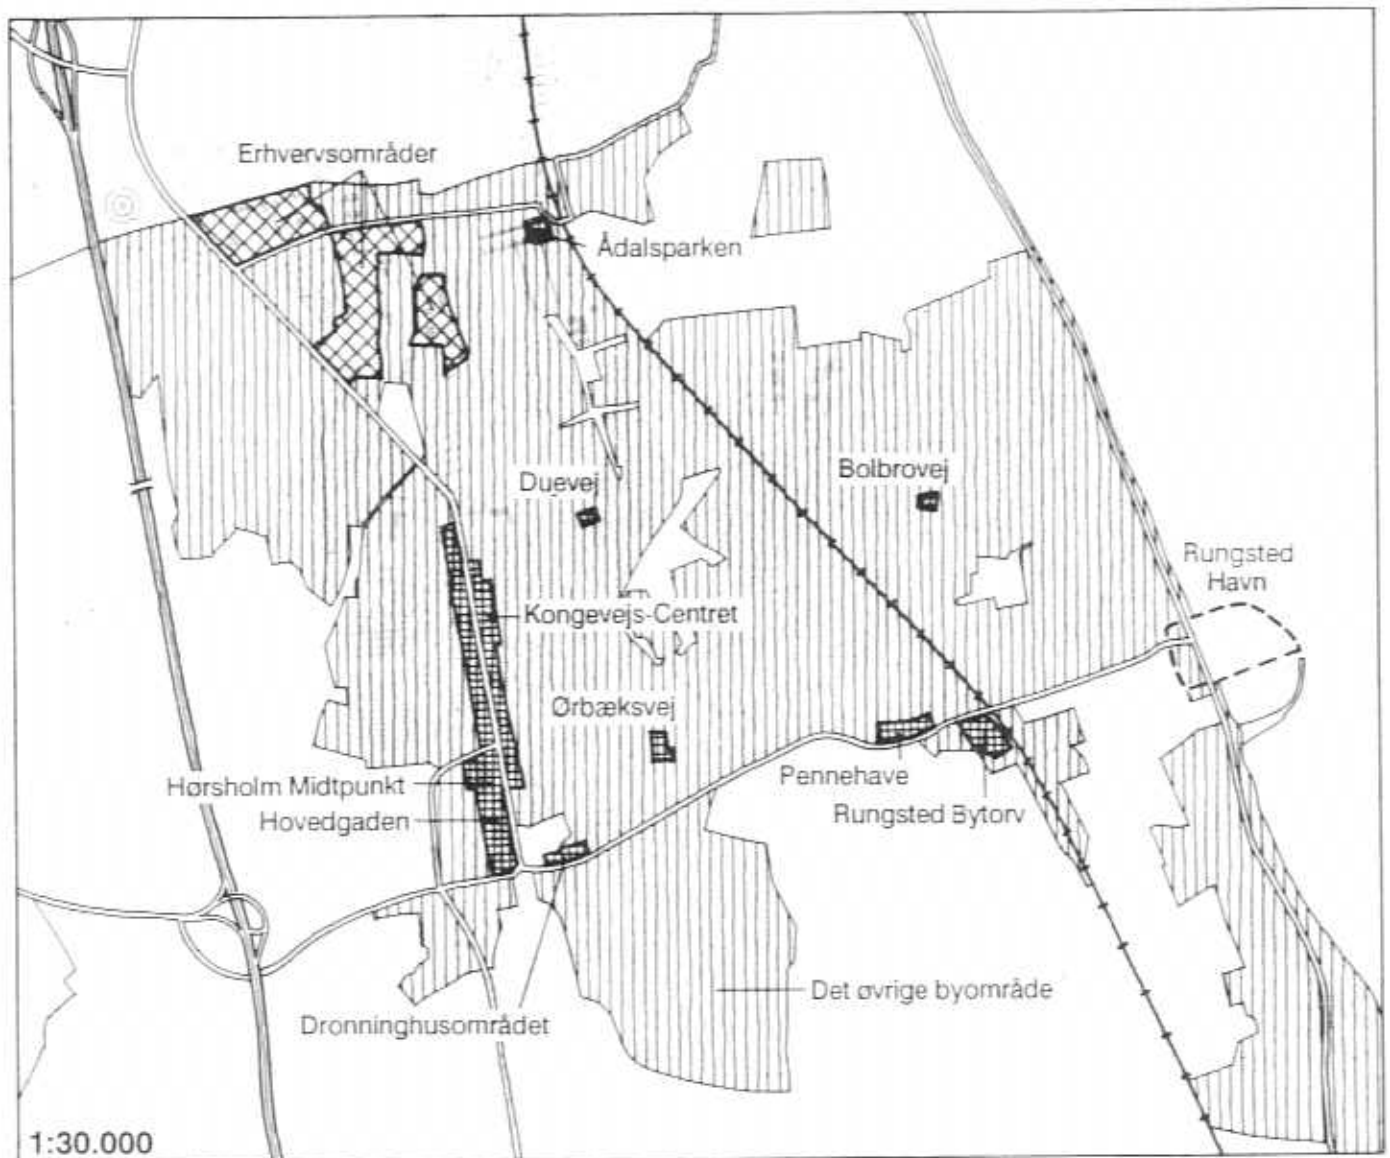 Erhvervsområder
Ådalsparken
Duevej
Bolbrovej
Rungsted
Havn
Kongevejs-Centret
Ørbæksvej
Pennehave
Hørsholm Midtpunkt
Hovedgaden
Rungsted Bytorv
Det øvrige byområde
Dronninghusområdet
1:30.000